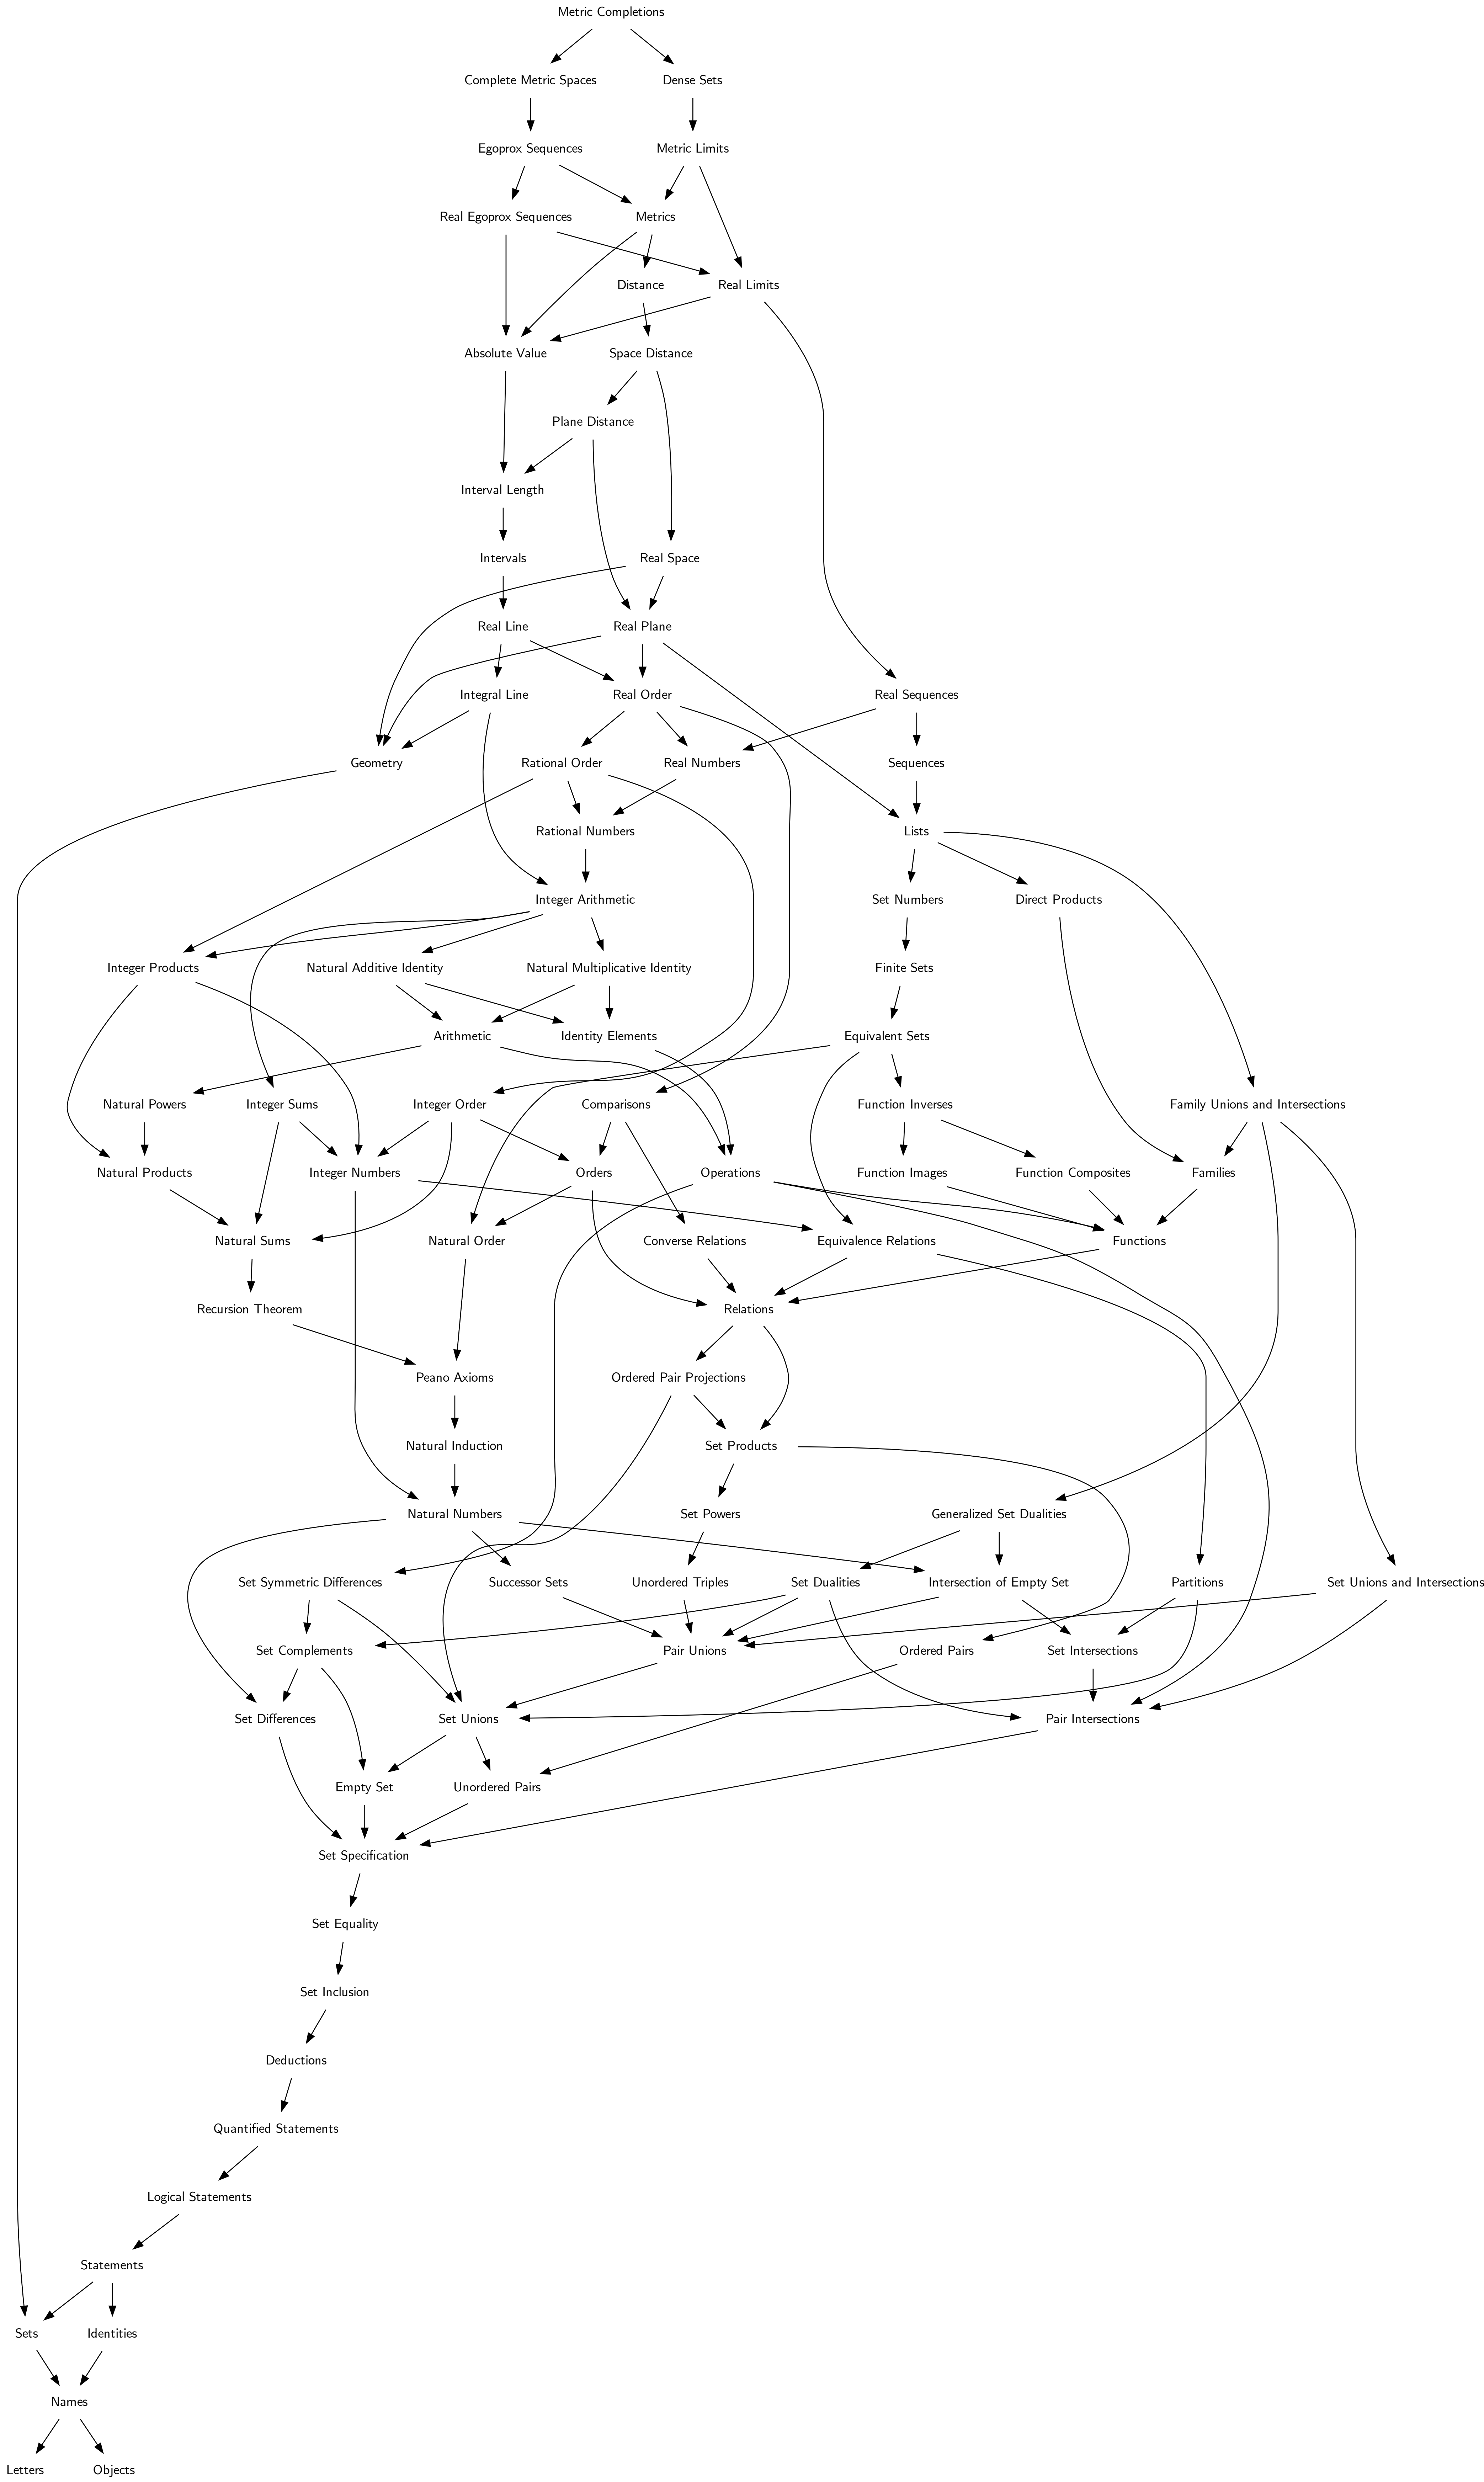 Metric Completions
Complete Metric Spaces
Dense Sets
Egoprox Sequences
Metric Limits
Real Egoprox Sequences
Metrics
Distance
Real Limits
Absolute Value
Space Distance
Plane Distance
Interval Length
Intervals
Real Space
Real Line
Real Plane
Integral Line
Real Order
Real Sequences
Geometry
Rational Order
Real Numbers
Sequences
Rational Numbers
Lists
Integer Arithmetic
Set Numbers
Direct Products
Integer Products
Natural Additive Identity
Natural Multiplicative Identity
Finite Sets
Arithmetic
Identity Elements
Equivalent Sets
Natural Powers
Integer Sums
Integer Order
Comparisons
Function Inverses
Family Unions and Intersections
Natural Products
Integer Numbers
Orders
Operations
Function Images
Function Composites
Families
Natural Sums
Natural Order
Converse Relations
Equivalence Relations
Functions
Recursion Theorem
Relations
Peano Axioms
Ordered Pair Projections
Natural Induction
Set Products
Natural Numbers
Set Powers
Generalized Set Dualities
Set Symmetric Differences
Successor Sets
Unordered Triples
Set Dualities
Intersection of Empty Set
Partitions
Set Unions and Intersections
Set Complements
Pair Unions
Ordered Pairs
Set Intersections
Set Differences
Set Unions
Pair Intersections
Empty Set
Unordered Pairs
Set Specification
Set Equality
Set Inclusion
Deductions
Quantified Statements
Logical Statements
Statements
Sets
Identities
Names
Letters
Objects